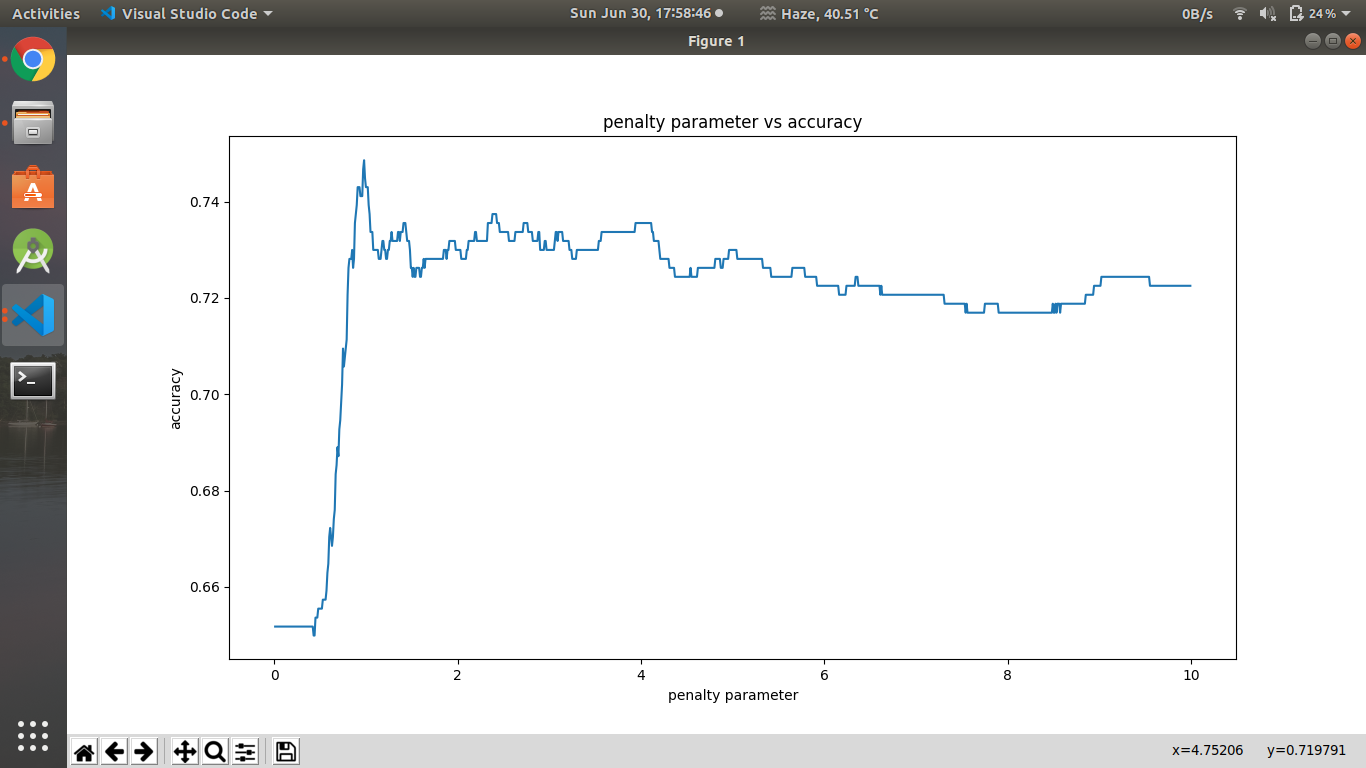 Activities Visual Studio Code Sun Jun 30, 17:58:46 Haze, 40.51 °C 0B/s 24%
Figure 1
penalty parameter vs accuracy
0.74
0.72
0.70
0.68
0.66
accuracy
0 2 4 6 8 10
penalty parameter
x=4.75206 y=0.719791